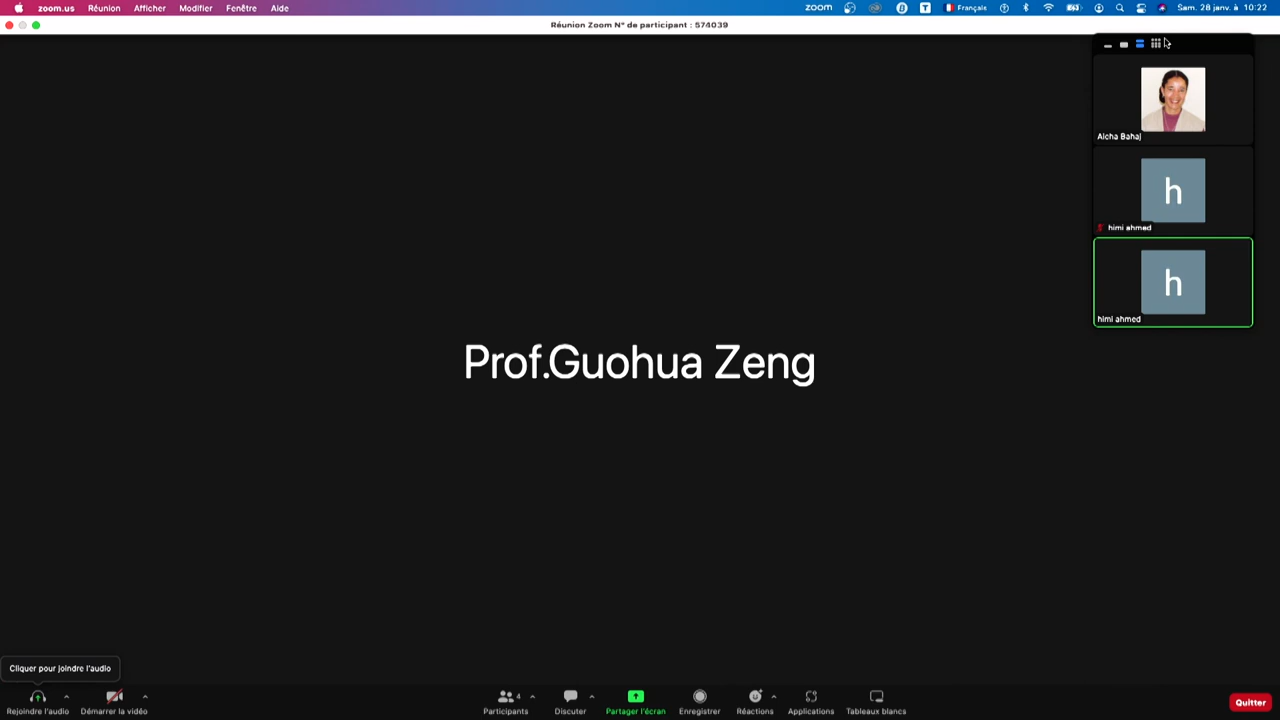 zoom.us Réunion Afficher Modifier Fenêtre Aide zoom T Français Sam. 28 janv. à 10:22
Réunion Zoom N° de participant : 574039
Aicha Bahaj
h
himi ahmed
h
himi ahmed
Prof.Guohua Zeng
Cliquer pour joindre l'audio
4
Rejoindre l'audio Démarrer la vidéo Participants Discuter Partager l'écran Enregistrer Réactions Applications Tableaux blancs Quitter